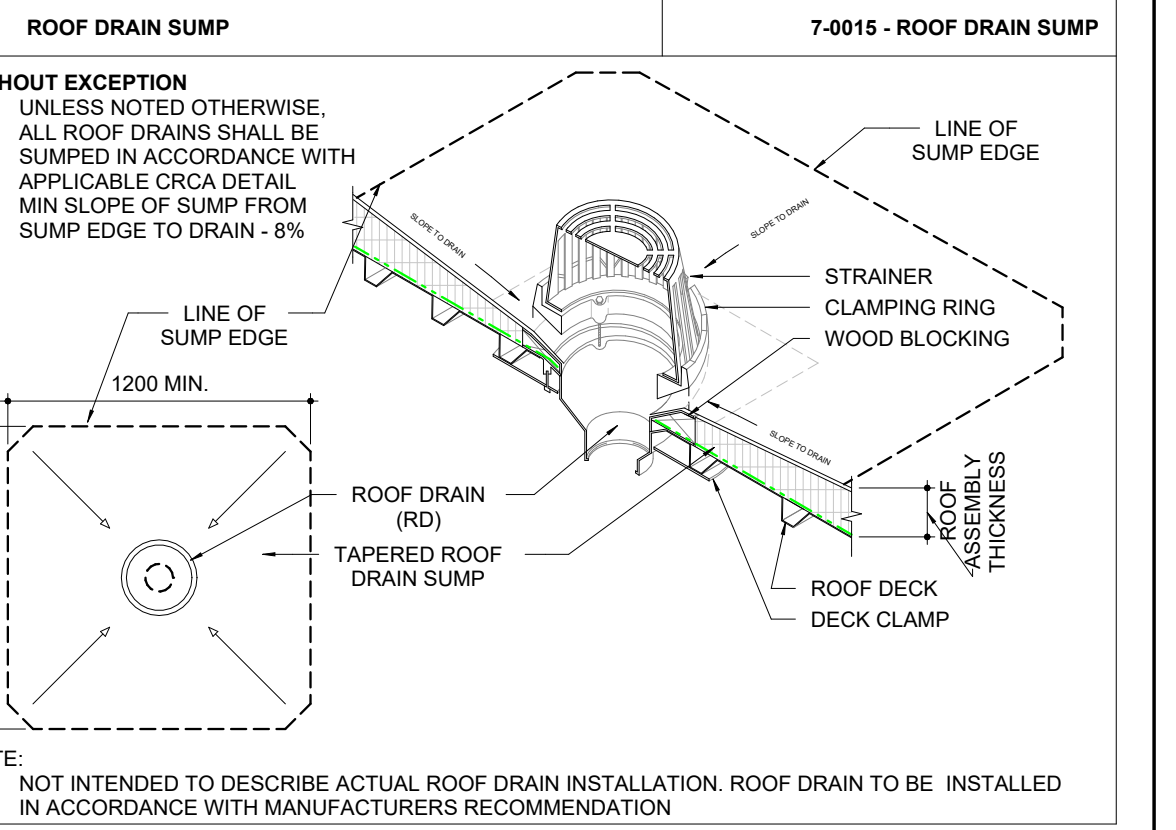 ROOF DRAIN SUMP
7-0015 - ROOF DRAIN SUMP
HOUT EXCEPTION
UNLESS NOTED OTHERWISE,
ALL ROOF DRAINS SHALL BE
SUMPED IN ACCORDANCE WITH
APPLICABLE CRCA DETAIL
MIN SLOPE OF SUMP FROM
SUMP EDGE TO DRAIN - 8%
LINE OF
SUMP EDGE
SLOPE TO DRAIN
SLOPE TO DRAIN
STRAINER
CLAMPING RING
WOOD BLOCKING
LINE OF
SUMP EDGE
1200 MIN.
SLOPE TO DRAIN
ROOF
ASSEMBLY
THICKNESS
ROOF DRAIN
(RD)
TAPERED ROOF
DRAIN SUMP
ROOF DECK
DECK CLAMP
TE:
NOT INTENDED TO DESCRIBE ACTUAL ROOF DRAIN INSTALLATION. ROOF DRAIN TO BE INSTALLED
IN ACCORDANCE WITH MANUFACTURERS RECOMMENDATION